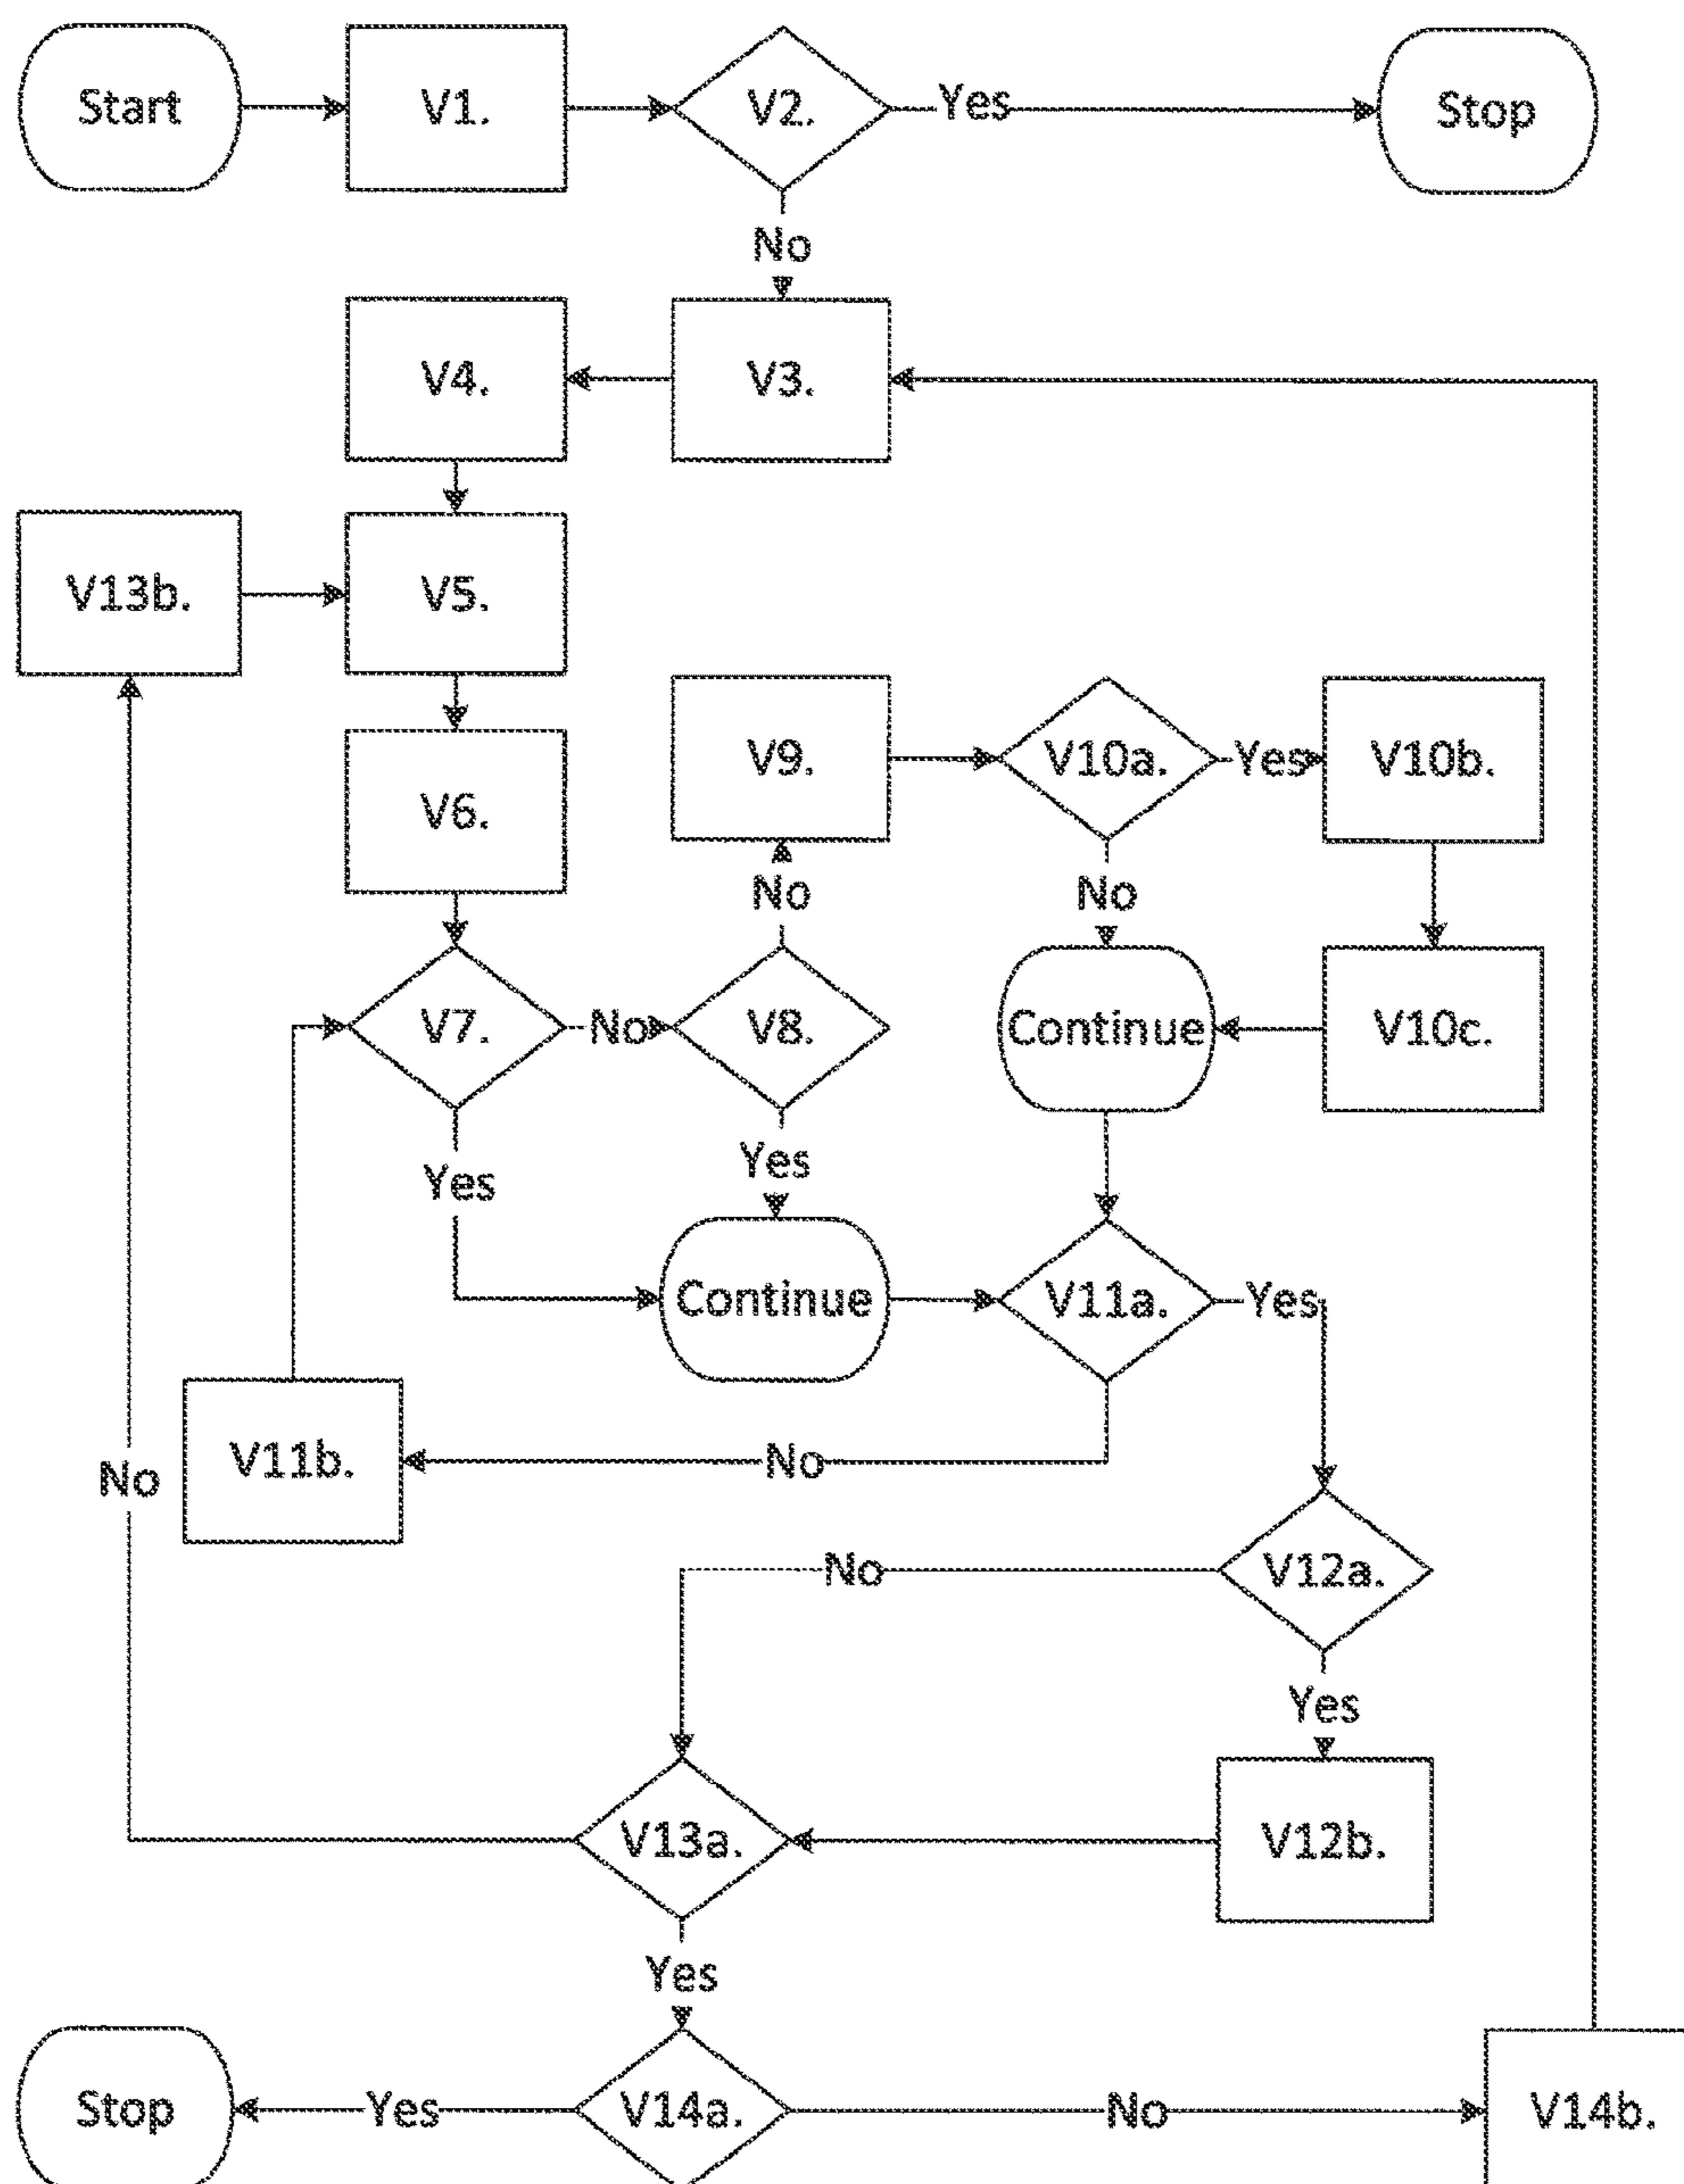 Start
V1.
V2.
Yes
Stop
No
V4.
V3.
V13b.
V5.
V9.
V10a.
Yes
V10b.
V6.
No
No
V7.
No
V8.
Continue
V10c.
Yes
Yes
Continue
V11a.
Yes
V11b.
No
No
No
V12a.
Yes
V13a.
V12b.
Yes
Stop
Yes
V14a.
No
V14b.